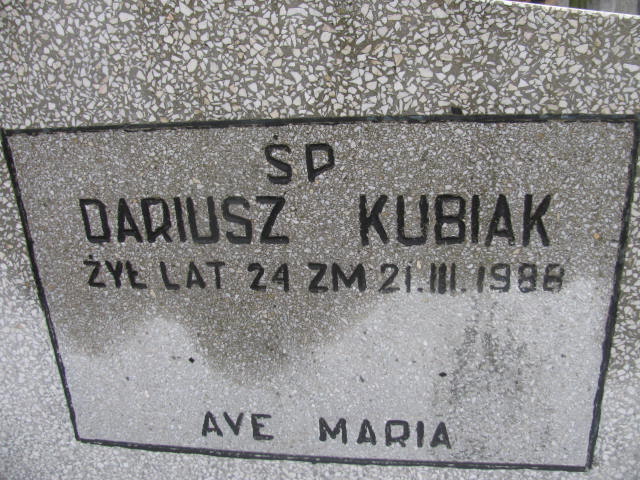 ŚP
DARIUSZ KUBIAK
ŻYŁ LAT 24 ZM 21.III.1988
AVE MARIA